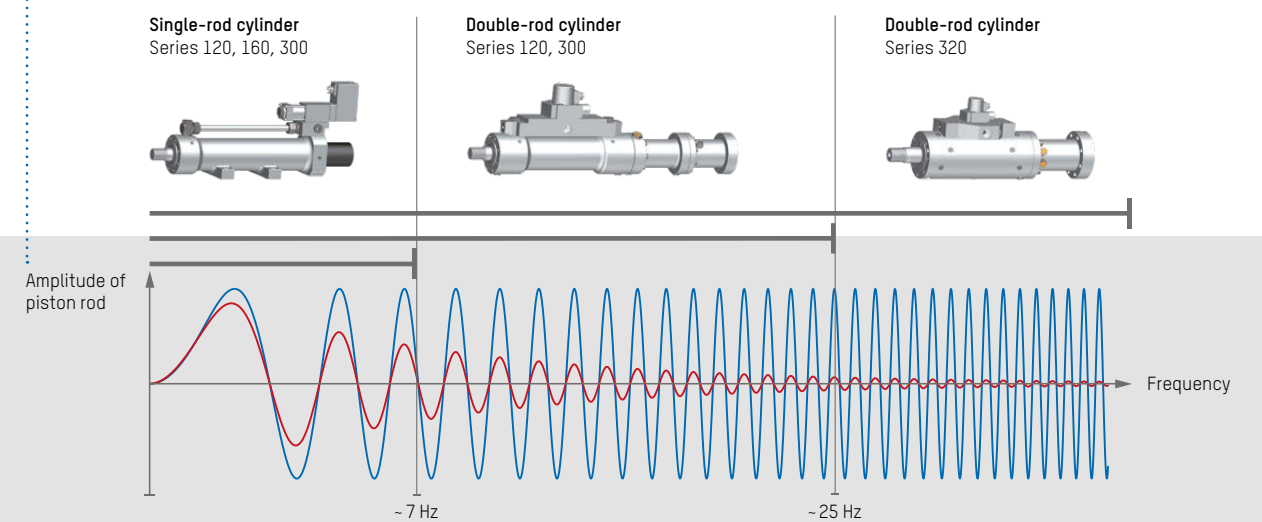 Single-rod cylinder
Series 120, 160, 300
Double-rod cylinder
Series 120, 300
Double-rod cylinder
Series 320
Amplitude of
piston rod
Frequency
~ 7 Hz
~ 25 Hz